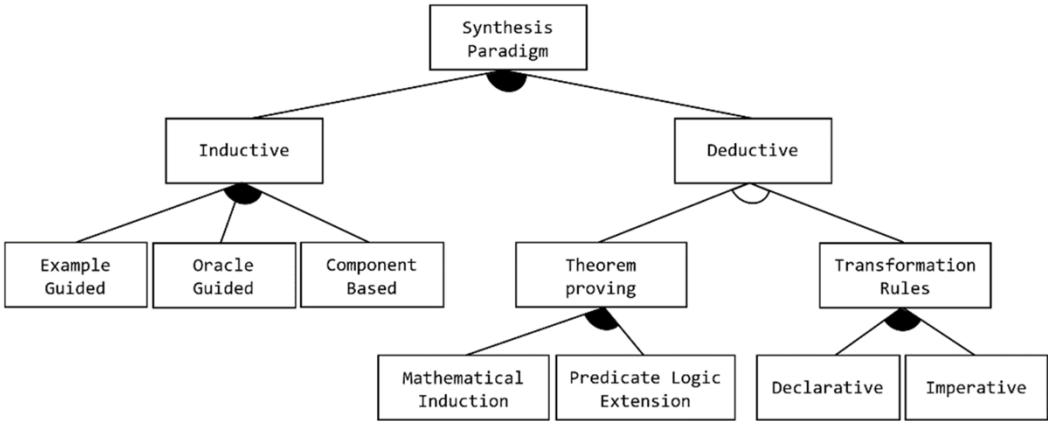 Synthesis
Paradigm
Inductive
Deductive
Example
Guided
Oracle
Guided
Component
Based
Theorem
proving
Transformation
Rules
Mathematical
Induction
Predicate Logic
Extension
Declarative
Imperative